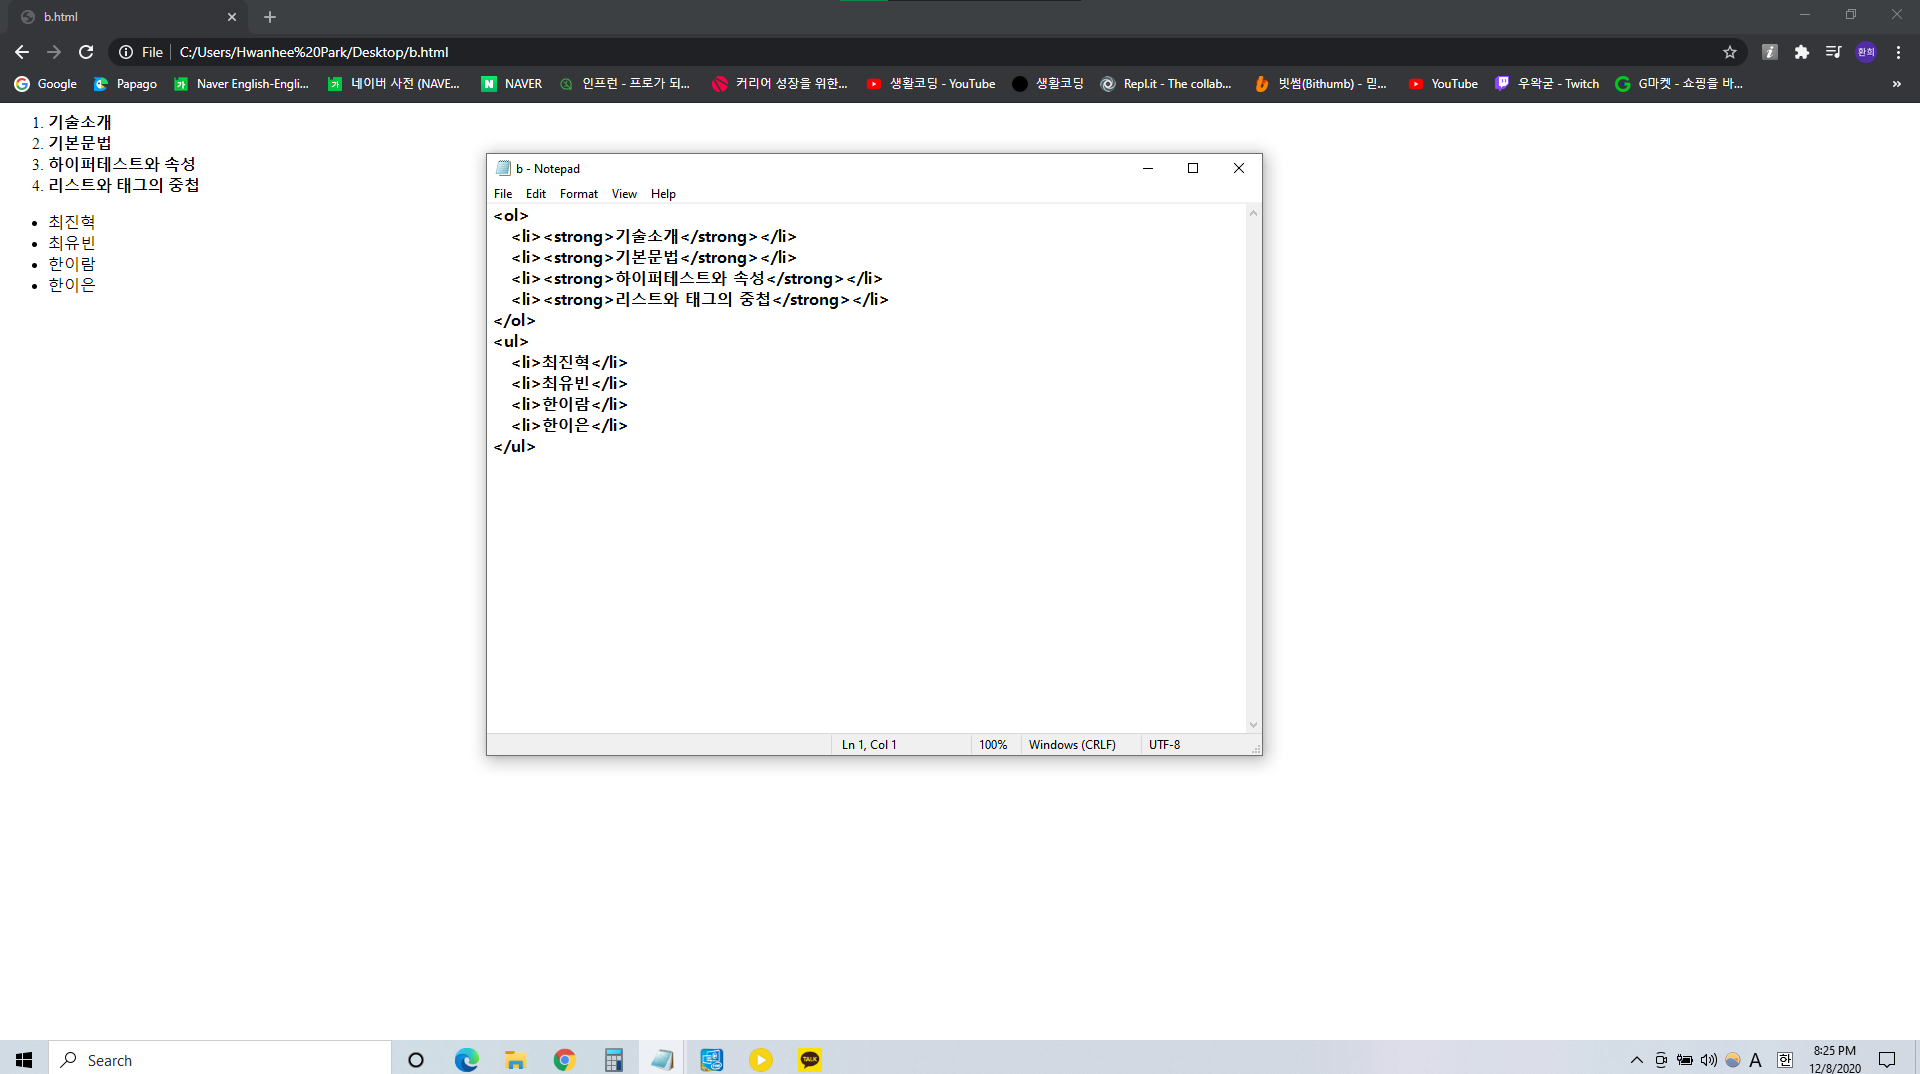 b.html
File C:/Users/Hwanhee%20Park/Desktop/b.html 환희
Google Papago Naver English-Engli... 네이버 사전 (NAVE... NAVER 인프런 - 프로가 되... 커리어 성장을 위한... 생활코딩 - YouTube 생활코딩 Repl.it - The collab... 빗썸(Bithumb) - 믿... YouTube 우왁굳 - Twitch G마켓 - 쇼핑을 바... »
1. 기술소개
2. 기본문법
3. 하이퍼테스트와 속성
4. 리스트와 태그의 중첩
• 최진혁
• 최유빈
• 한이람
• 한이은
b - Notepad
File Edit Format View Help
<ol>
<li><strong>기술소개</strong></li>
<li><strong>기본문법</strong></li>
<li><strong>하이퍼테스트와 속성</strong></li>
<li><strong>리스트와 태그의 중첩</strong></li>
</ol>
<ul>
<li>최진혁</li>
<li>최유빈</li>
<li>한이람</li>
<li>한이은</li>
</ul>
Ln 1, Col 1 100% Windows (CRLF) UTF-8
Search TALK A 한 8:25 PM
12/8/2020